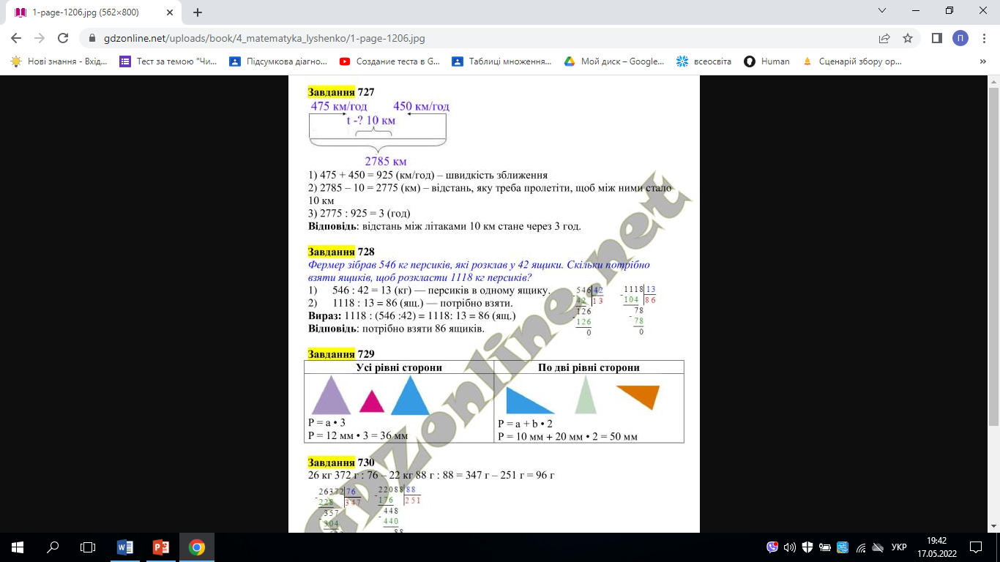 1-page-1206.jpg (562×800)
gdzonline.net/uploads/book/4_matematyka_lyshenko/1-page-1206.jpg
Нові знання - Вхід...
Тест за темою "Чи...
Підсумкова діагно...
Создание теста в G...
Таблиці множення...
Мой диск – Google...
всеосвіта
Human
Сценарій збору ор...
»
П
Завдання 727
475 км/год 450 км/год
t -? 10 км
2785 км
1) 475 + 450 = 925 (км/год) – швидкість зближення
2) 2785 – 10 = 2775 (км) – відстань, яку треба пролетіти, щоб між ними стало
10 км
3) 2775 : 925 = 3 (год)
Відповідь: відстань між літаками 10 км стане через 3 год.
Завдання 728
Фермер зібрав 546 кг персиків, які розклав у 42 ящики. Скільки потрібно
взяти ящиків, щоб розкласти 1118 кг персиків?
1) 546 : 42 = 13 (кг) — персиків в одному ящику.
2) 1118 : 13 = 86 (ящ.) — потрібно взяти.
Вираз: 1118 : (546 :42) = 1118: 13 = 86 (ящ.)
Відповідь: потрібно взяти 86 ящиків.
546 42
42 13
126
126
0
1118 13
104 86
78
78
0
Завдання 729
Усі рівні сторони
По дві рівні сторони
P = a • 3
P = 12 мм • 3 = 36 мм
P = a + b • 2
P = 10 мм + 20 мм • 2 = 50 мм
Завдання 730
26 кг 372 г : 76 – 22 кг 88 г : 88 = 347 г – 251 г = 96 г
26372 76
228 347
357
304
22088 88
176 251
448
440
88
GDZonline.net
УКР
19:42
17.05.2022